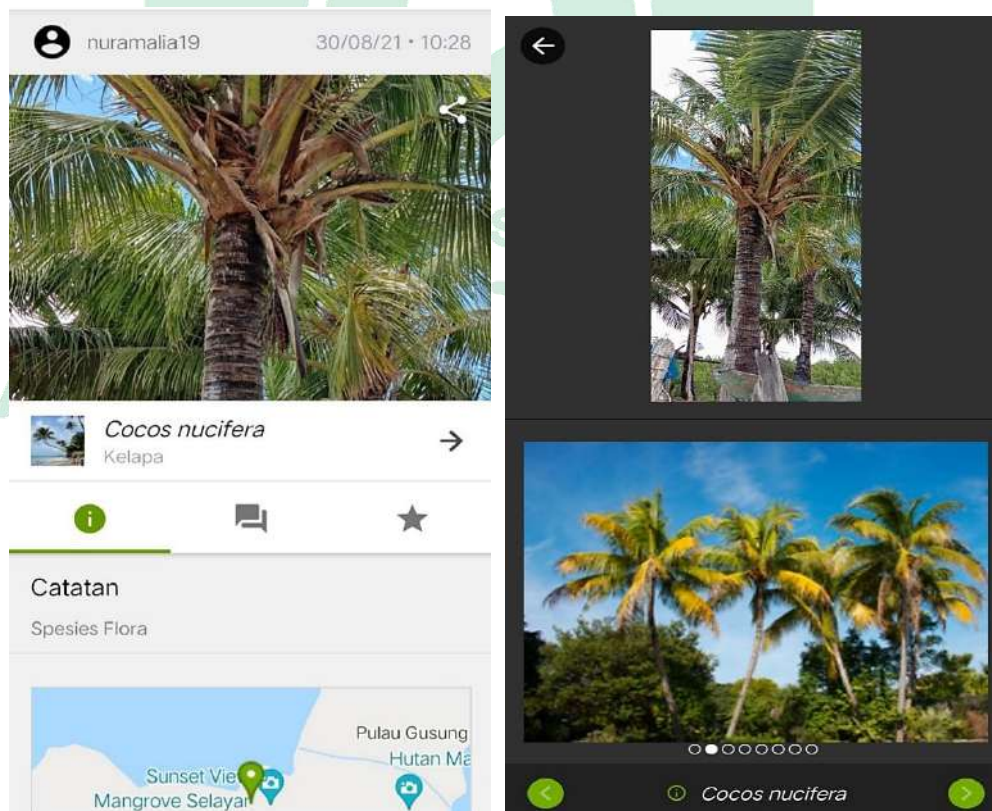 nuramalia19 30/08/21 • 10:28
Cocos nucifera
Kelapa
Catatan
Spesies Flora
Pulau Gusung
Hutan Ma
Sunset Vie
Mangrove Selayar
Cocos nucifera